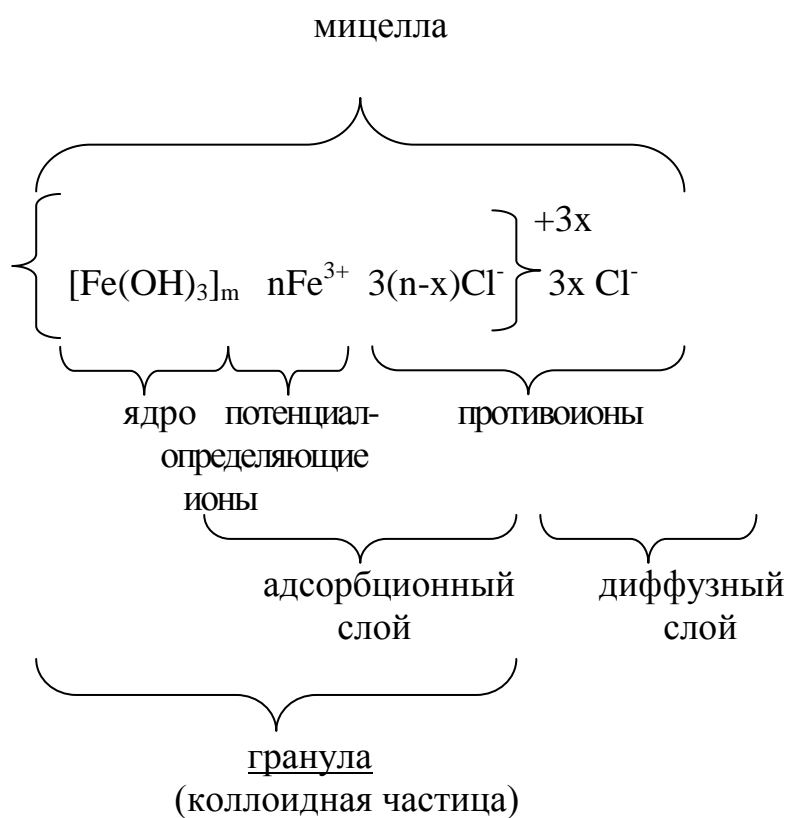 мицелла
+3x
[Fe(OH)₃]ₘ nFe³⁺ 3(n-x)Cl⁻ 3x Cl⁻
ядро потенциал- противоионы
определяющие
ионы
адсорбционный диффузный
слой слой
гранула
(коллоидная частица)